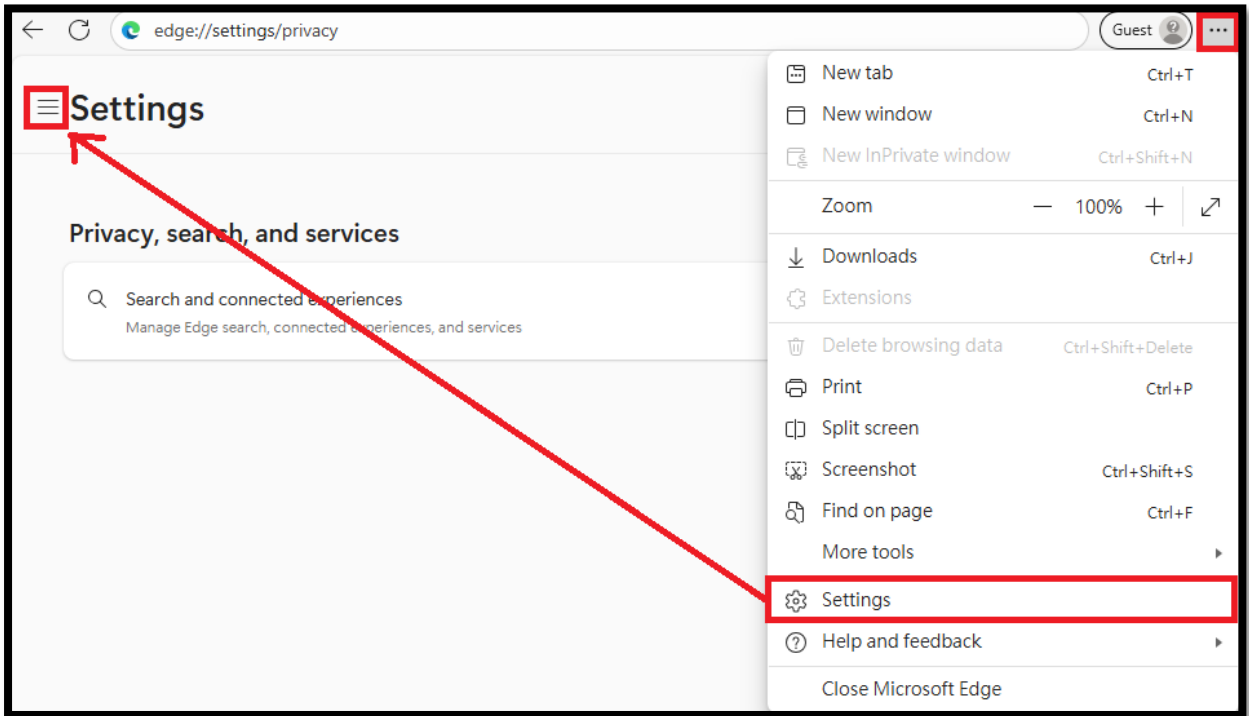 edge://settings/privacy
Guest
Settings
Privacy, search, and services
Search and connected experiences
Manage Edge search, connected experiences, and services
New tab Ctrl+T
New window Ctrl+N
New InPrivate window Ctrl+Shift+N
Zoom — 100% +
Downloads Ctrl+J
Extensions
Delete browsing data Ctrl+Shift+Delete
Print Ctrl+P
Split screen
Screenshot Ctrl+Shift+S
Find on page Ctrl+F
More tools
Settings
Help and feedback
Close Microsoft Edge